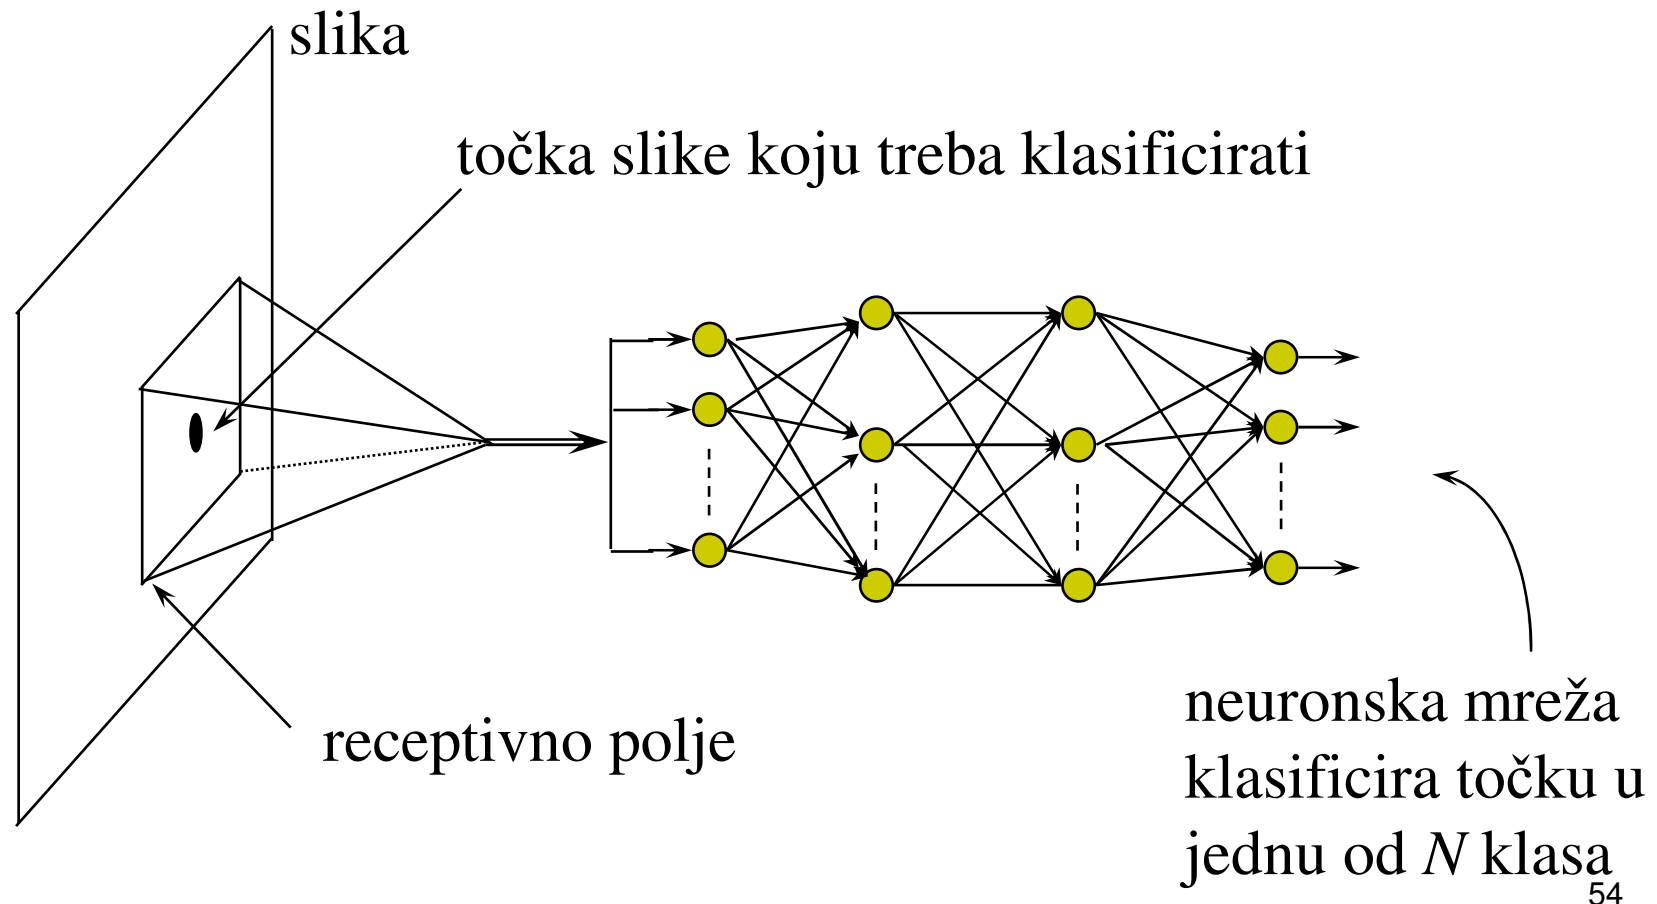 slika
točka slike koju treba klasificirati
receptivno polje
neuronska mreža
klasificira točku u
jednu od N klasa
54